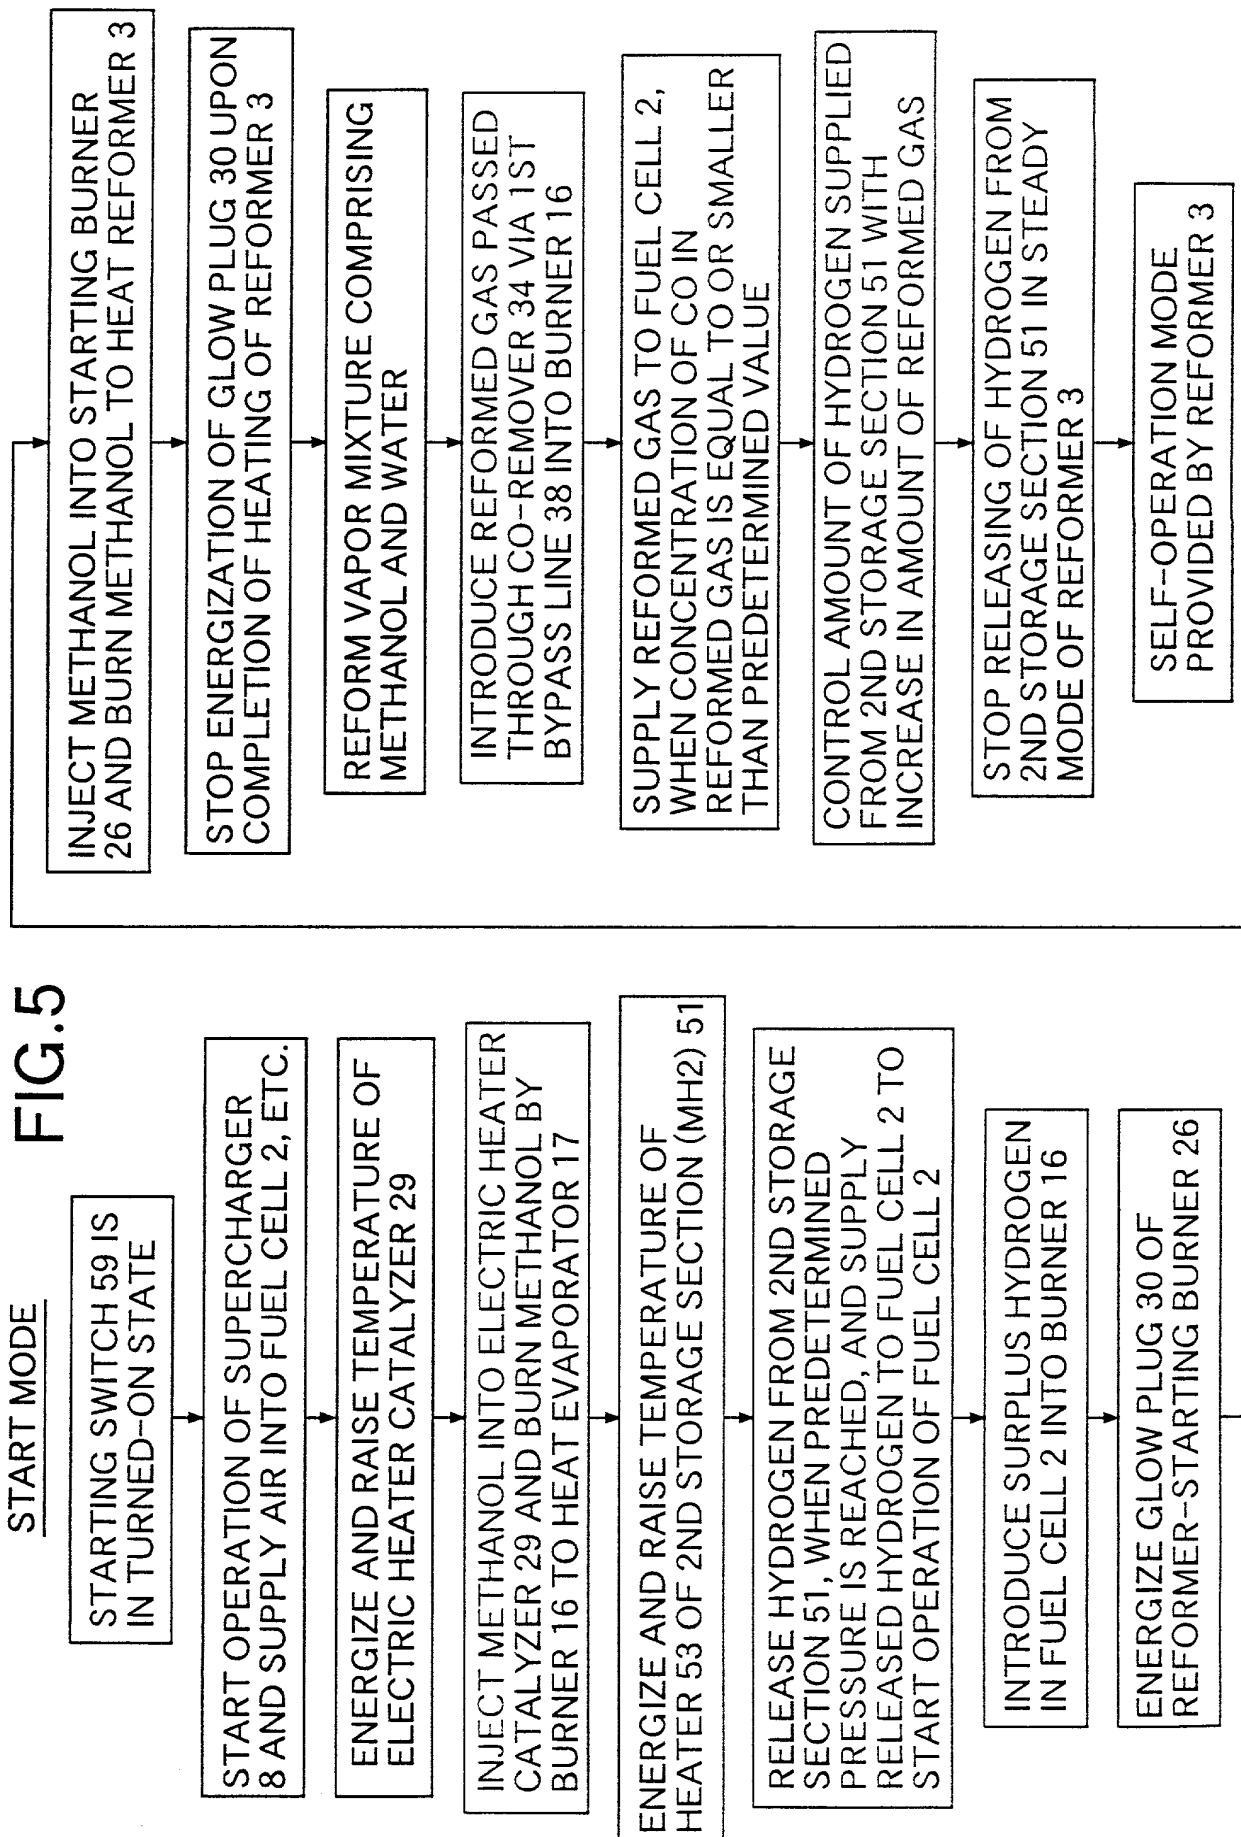 FIG.5
START MODE
STARTING SWITCH 59 IS
IN TURNED-ON STATE
START OPERATION OF SUPERCHARGER
8 AND SUPPLY AIR INTO FUEL CELL 2, ETC.
ENERGIZE AND RAISE TEMPERATURE OF
ELECTRIC HEATER CATALYZER 29
INJECT METHANOL INTO ELECTRIC HEATER
CATALYZER 29 AND BURN METHANOL BY
BURNER 16 TO HEAT EVAPORATOR 17
ENERGIZE AND RAISE TEMPERATURE OF
HEATER 53 OF 2ND STORAGE SECTION (MH2) 51
RELEASE HYDROGEN FROM 2ND STORAGE
SECTION 51, WHEN PREDETERMINED
PRESSURE IS REACHED, AND SUPPLY
RELEASED HYDROGEN TO FUEL CELL 2 TO
START OPERATION OF FUEL CELL 2
INTRODUCE SURPLUS HYDROGEN
IN FUEL CELL 2 INTO BURNER 16
ENERGIZE GLOW PLUG 30 OF
REFORMER-STARTING BURNER 26
INJECT METHANOL INTO STARTING BURNER
26 AND BURN METHANOL TO HEAT REFORMER 3
STOP ENERGIZATION OF GLOW PLUG 30 UPON
COMPLETION OF HEATING OF REFORMER 3
REFORM VAPOR MIXTURE COMPRISING
METHANOL AND WATER
INTRODUCE REFORMED GAS PASSED
THROUGH CO-REMOVER 34 VIA 1ST
BYPASS LINE 38 INTO BURNER 16
SUPPLY REFORMED GAS TO FUEL CELL 2,
WHEN CONCENTRATION OF CO IN
REFORMED GAS IS EQUAL TO OR SMALLER
THAN PREDETERMINED VALUE
CONTROL AMOUNT OF HYDROGEN SUPPLIED
FROM 2ND STORAGE SECTION 51 WITH
INCREASE IN AMOUNT OF REFORMED GAS
STOP RELEASING OF HYDROGEN FROM
2ND STORAGE SECTION 51 IN STEADY
MODE OF REFORMER 3
SELF-OPERATION MODE
PROVIDED BY REFORMER 3